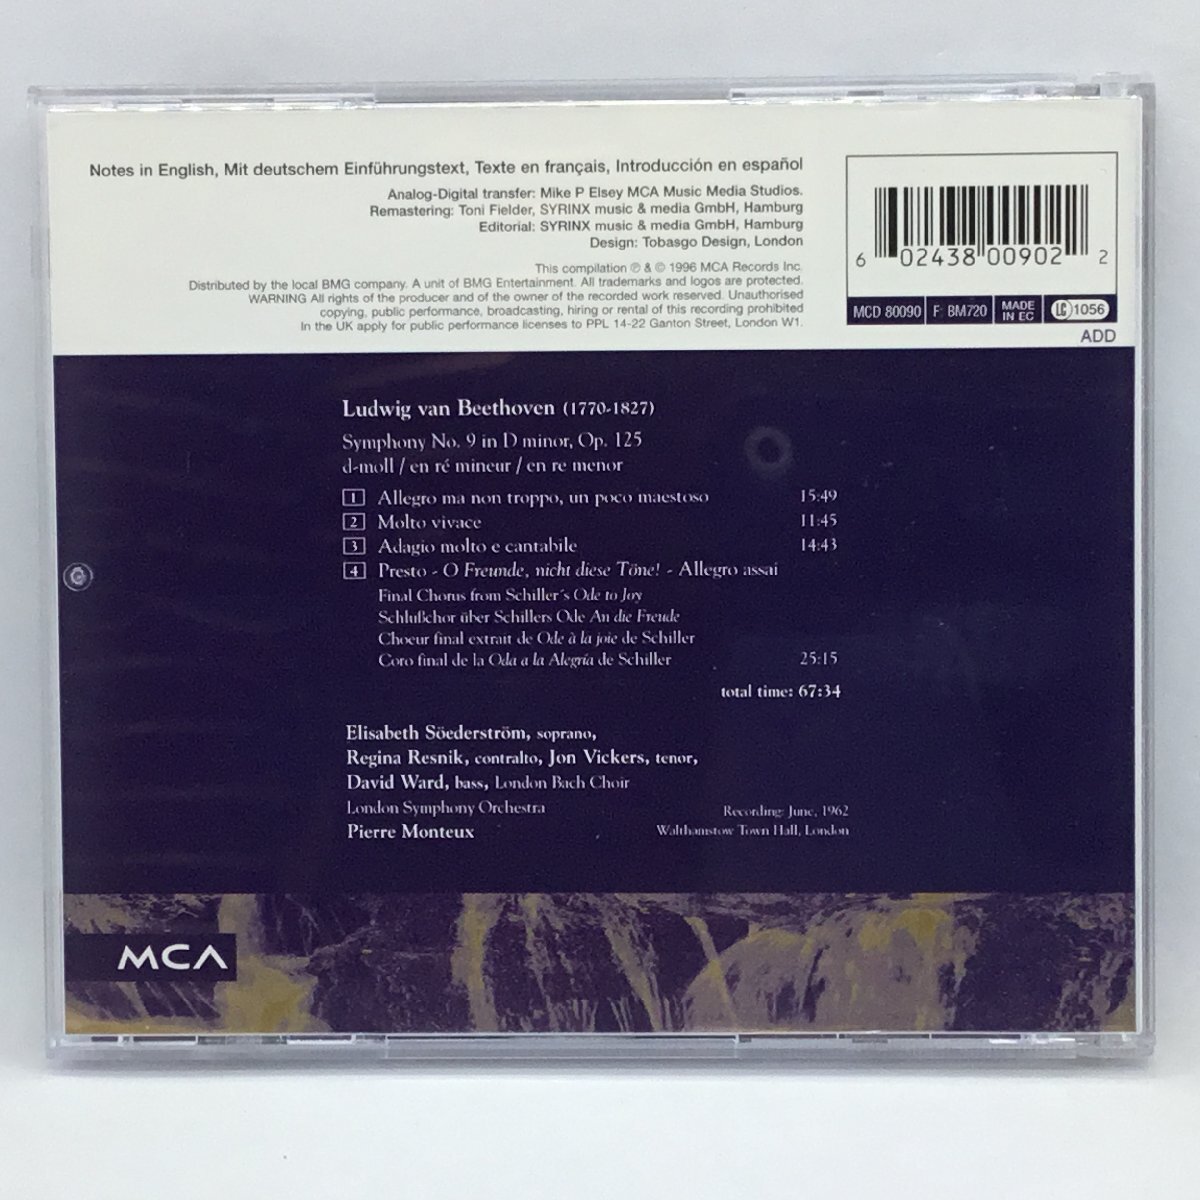 Notes in English, Mit deutschem Einführungstext, Texte en français, Introducción en español
Analog-Digital transfer: Mike P Elsey MCA Music Media Studios.
Remastering: Toni Fielder, SYRINX music & media GmbH, Hamburg
Editorial: SYRINX music & media GmbH, Hamburg
Design: Tobasgo Design, London
This compilation ℗ & © 1996 MCA Records Inc.
Distributed by the local BMG company. A unit of BMG Entertainment. All trademarks and logos are protected.
WARNING All rights of the producer and of the owner of the recorded work reserved. Unauthorised
copying, public performance, broadcasting, hiring or rental of this recording prohibited
In the UK apply for public performance licenses to PPL 14-22 Ganton Street, London W1.
6 02438 00902 2
MCD 80090 F: BM720 MADE IN EC LC 1056
ADD
Ludwig van Beethoven (1770-1827)
Symphony No. 9 in D minor, Op. 125
d-moll / en ré mineur / en re menor
1 Allegro ma non troppo, un poco maestoso 15:49
2 Molto vivace 11:45
3 Adagio molto e cantabile 14:43
4 Presto - O Freunde, nicht diese Töne! - Allegro assai
Final Chorus from Schiller's Ode to Joy
Schlußchor über Schillers Ode An die Freude
Choeur final extrait de Ode à la joie de Schiller
Coro final de la Oda a la Alegría de Schiller 25:15
total time: 67:34
Elisabeth Söederström, soprano,
Regina Resnik, contralto, Jon Vickers, tenor,
David Ward, bass, London Bach Choir
London Symphony Orchestra Recording: June, 1962
Pierre Monteux Walthamstow Town Hall, London
MCA